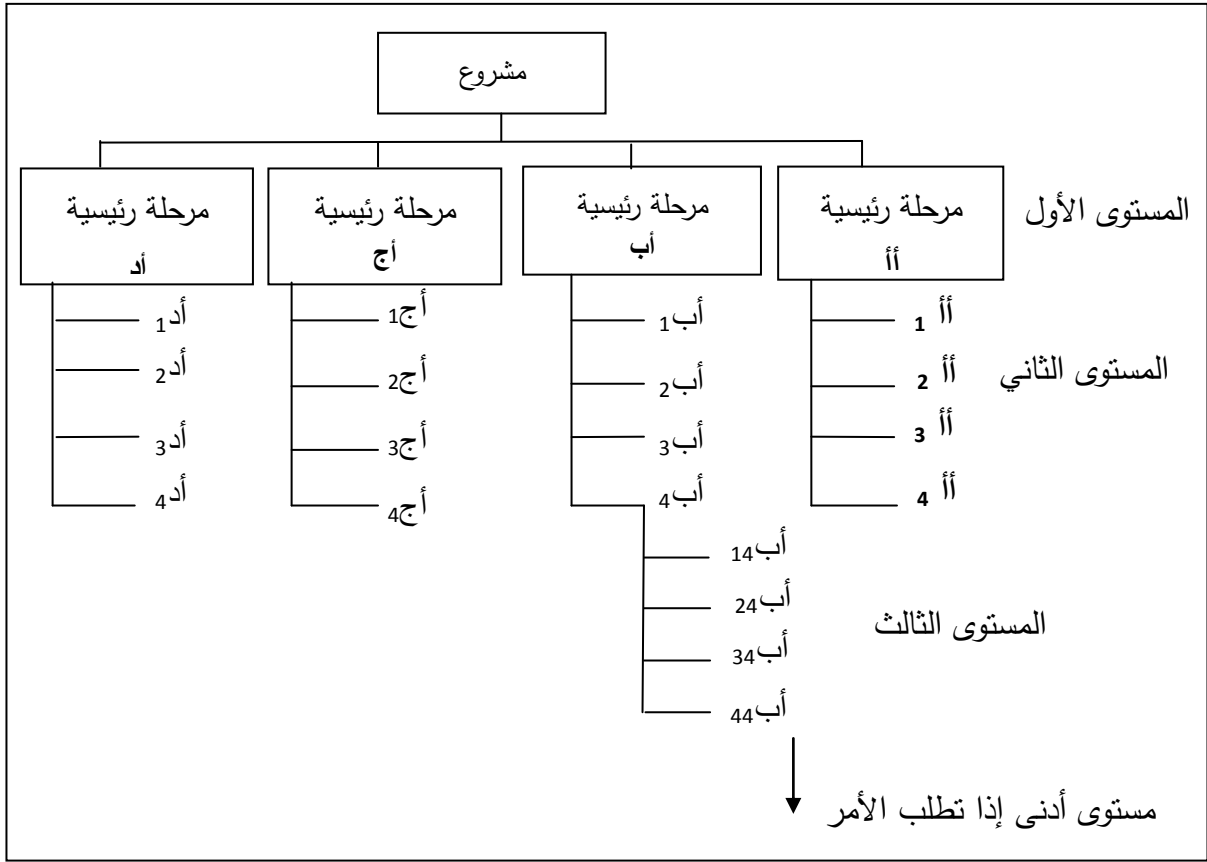 مشروع
المستوى الأول
مرحلة رئيسية
أأ
مرحلة رئيسية
أب
مرحلة رئيسية
أج
مرحلة رئيسية
أد
المستوى الثاني
أأ 1
أأ 2
أأ 3
أأ 4
أب1
أب2
أب3
أب4
أج1
أج2
أج3
أج4
أد1
أد2
أد3
أد4
المستوى الثالث
أب14
أب24
أب34
أب44
مستوى أدنى إذا تطلب الأمر